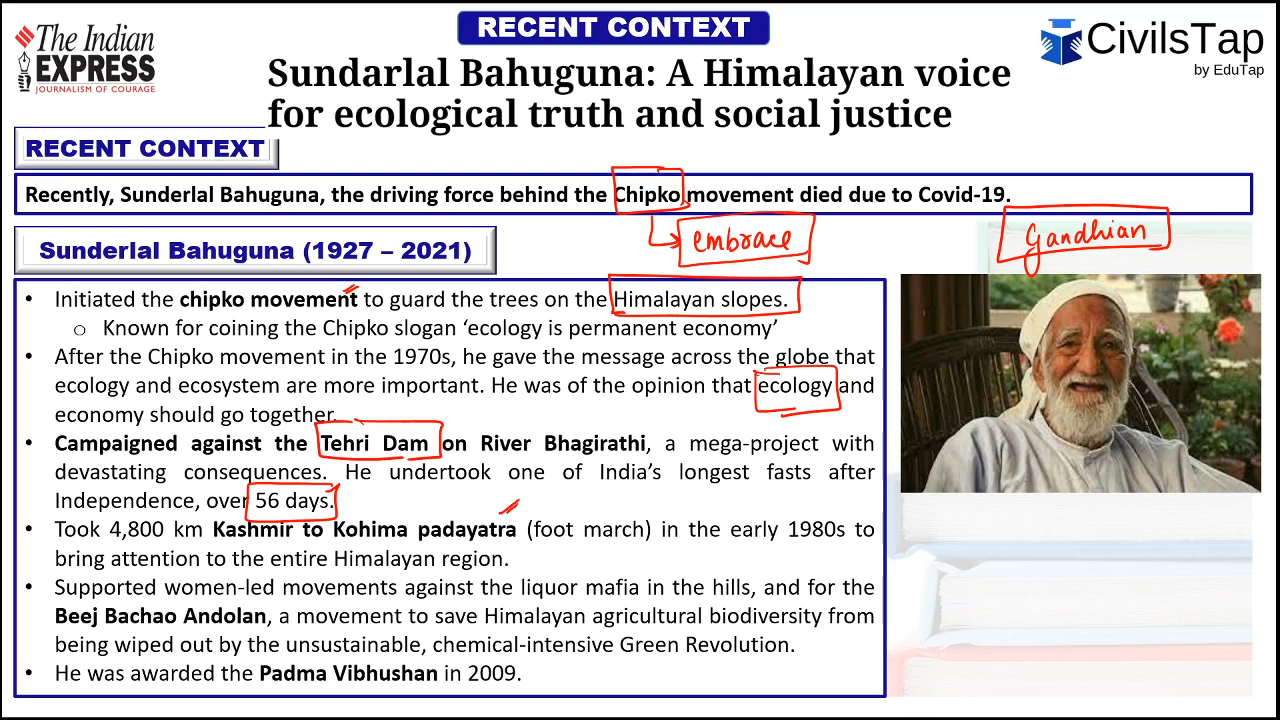 The Indian
EXPRESS
JOURNALISM OF COURAGE
RECENT CONTEXT
CivilsTap
by EduTap
Sundarlal Bahuguna: A Himalayan voice
for ecological truth and social justice
RECENT CONTEXT
Recently, Sunderlal Bahuguna, the driving force behind the Chipko movement died due to Covid-19.
embrace
Gandhian
Sunderlal Bahuguna (1927 – 2021)
• Initiated the chipko movement to guard the trees on the Himalayan slopes.
o Known for coining the Chipko slogan ‘ecology is permanent economy’
• After the Chipko movement in the 1970s, he gave the message across the globe that
ecology and ecosystem are more important. He was of the opinion that ecology and
economy should go together.
• Campaigned against the Tehri Dam on River Bhagirathi, a mega-project with
devastating consequences. He undertook one of India’s longest fasts after
Independence, over 56 days.
• Took 4,800 km Kashmir to Kohima padayatra (foot march) in the early 1980s to
bring attention to the entire Himalayan region.
• Supported women-led movements against the liquor mafia in the hills, and for the
Beej Bachao Andolan, a movement to save Himalayan agricultural biodiversity from
being wiped out by the unsustainable, chemical-intensive Green Revolution.
• He was awarded the Padma Vibhushan in 2009.